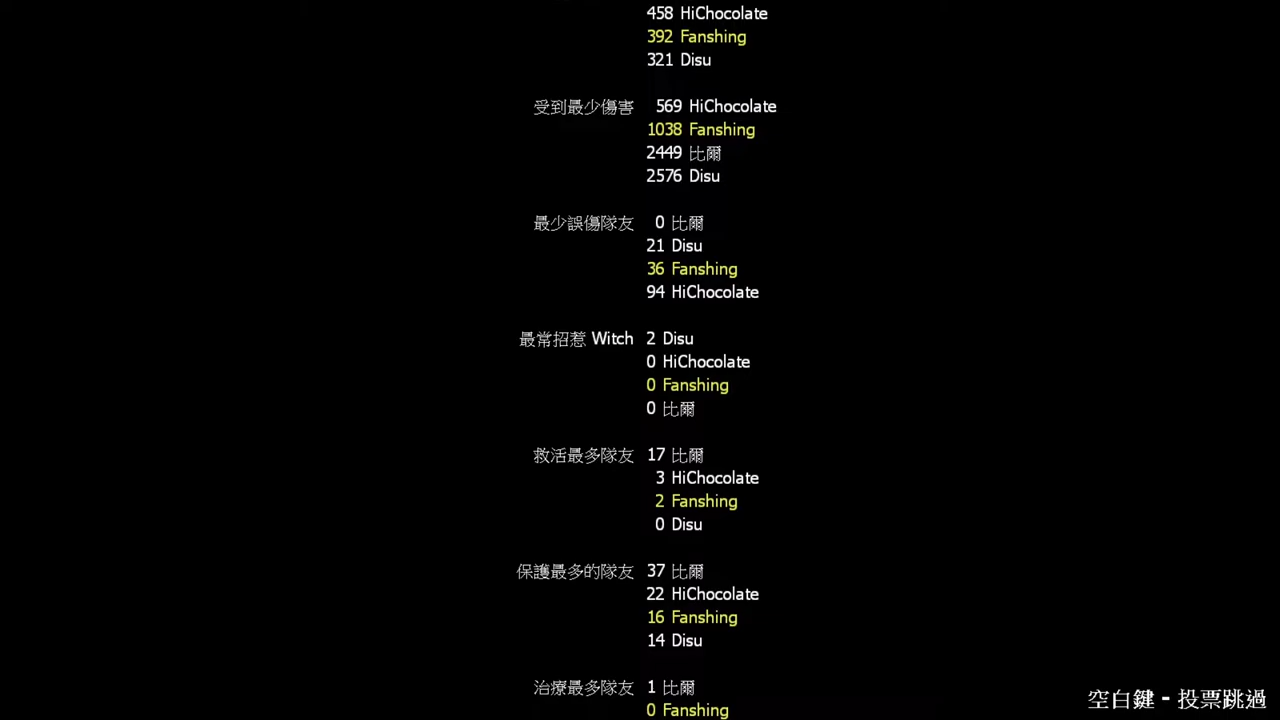 458 HiChocolate
392 Fanshing
321 Disu
受到最少傷害 569 HiChocolate
1038 Fanshing
2449 比爾
2576 Disu
最少誤傷隊友 0 比爾
21 Disu
36 Fanshing
94 HiChocolate
最常招惹 Witch 2 Disu
0 HiChocolate
0 Fanshing
0 比爾
救活最多隊友 17 比爾
3 HiChocolate
2 Fanshing
0 Disu
保護最多的隊友 37 比爾
22 HiChocolate
16 Fanshing
14 Disu
治療最多隊友 1 比爾
0 Fanshing
空白鍵 - 投票跳過